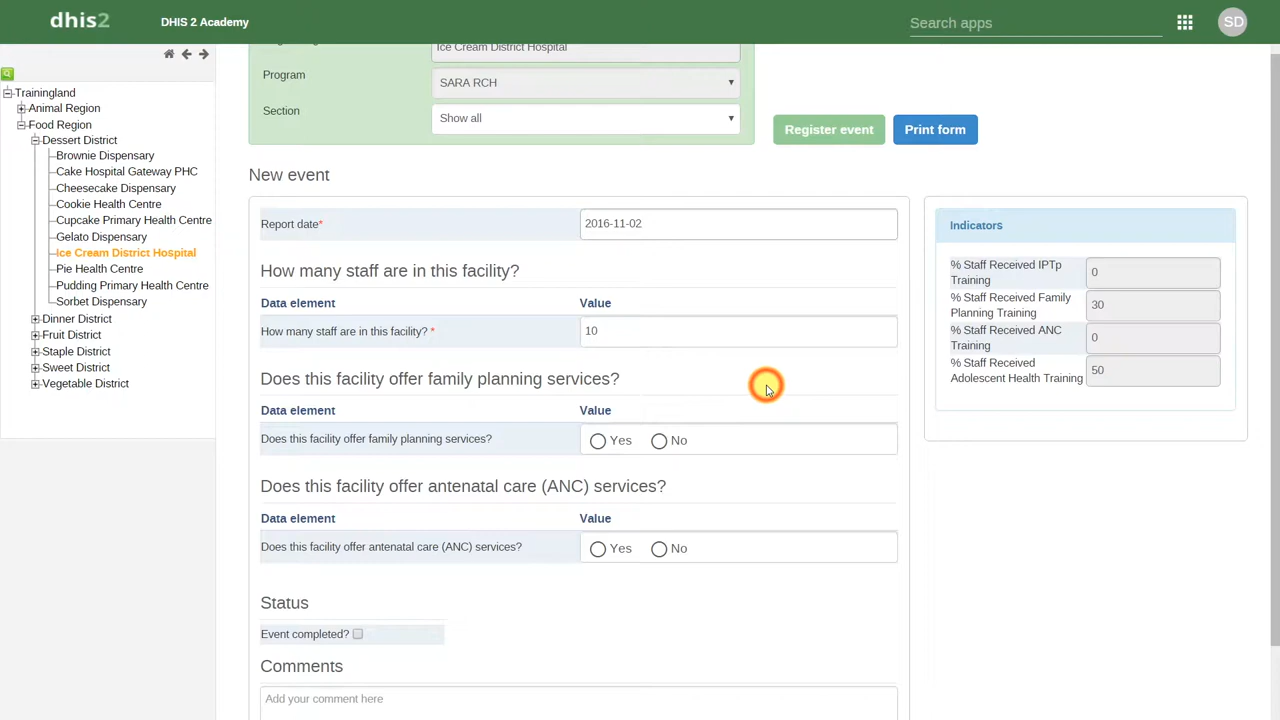 dhis2
DHIS 2 Academy
Search apps
SD
Trainingland
Animal Region
Food Region
Dessert District
Brownie Dispensary
Cake Hospital Gateway PHC
Cheesecake Dispensary
Cookie Health Centre
Cupcake Primary Health Centre
Gelato Dispensary
Ice Cream District Hospital
Pie Health Centre
Pudding Primary Health Centre
Sorbet Dispensary
Dinner District
Fruit District
Staple District
Sweet District
Vegetable District
Ice Cream District Hospital
Program
SARA RCH
Section
Show all
Register event
Print form
New event
Report date*
2016-11-02
How many staff are in this facility?
Data element Value
How many staff are in this facility? *
10
Does this facility offer family planning services?
Data element Value
Does this facility offer family planning services?
Yes No
Does this facility offer antenatal care (ANC) services?
Data element Value
Does this facility offer antenatal care (ANC) services?
Yes No
Status
Event completed?
Comments
Add your comment here
Indicators
% Staff Received IPTp
Training
0
% Staff Received Family
Planning Training
30
% Staff Received ANC
Training
0
% Staff Received
Adolescent Health Training
50